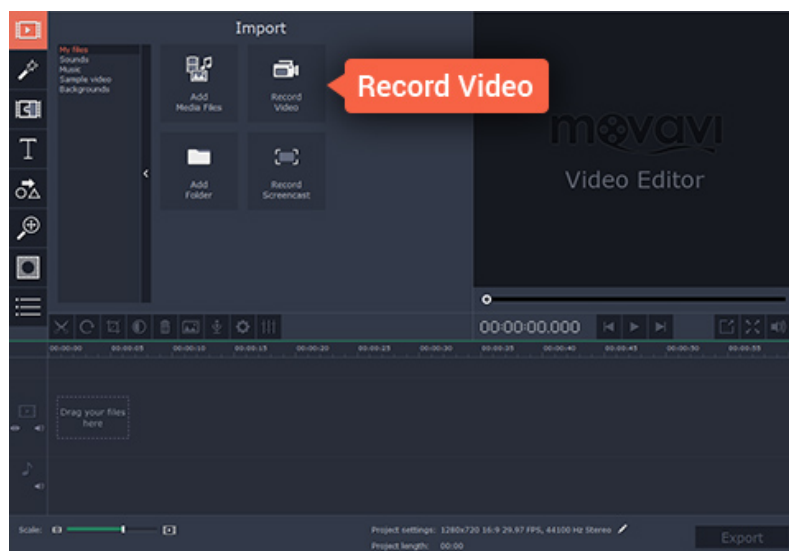 Import
My files
Sounds
Music
Sample video
Backgrounds
Add
Media Files
Record
Video
Record Video
Add
Folder
Record
Screencast
movavi
Video Editor
T
00:00:00.000
00:00:00 00:00:05 00:00:10 00:00:15 00:00:20 00:00:25 00:00:30 00:00:35 00:00:40 00:00:45 00:00:50 00:00:55
Drag your files
here
Scale:
Project settings: 1280x720 16:9 29.97 FPS, 44100 Hz Stereo
Project length: 00:00
Export